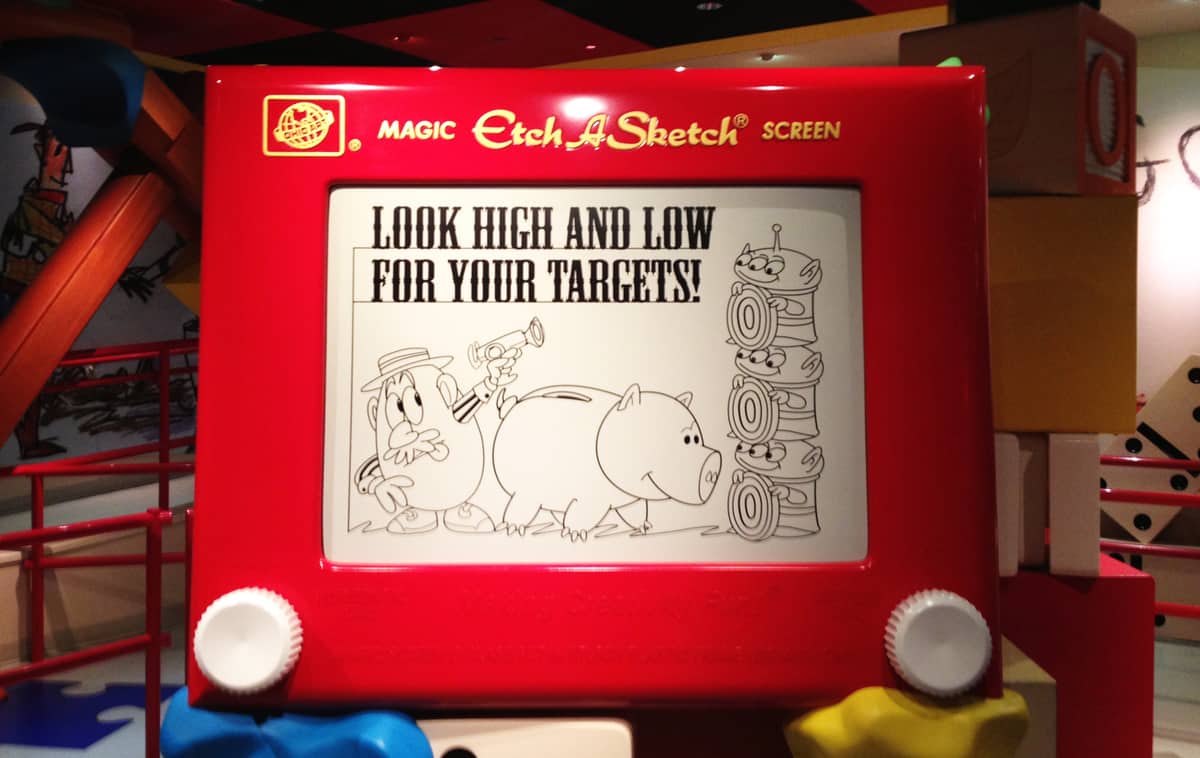 MAGIC Etch A Sketch® SCREEN
LOOK HIGH AND LOW
FOR YOUR TARGETS!